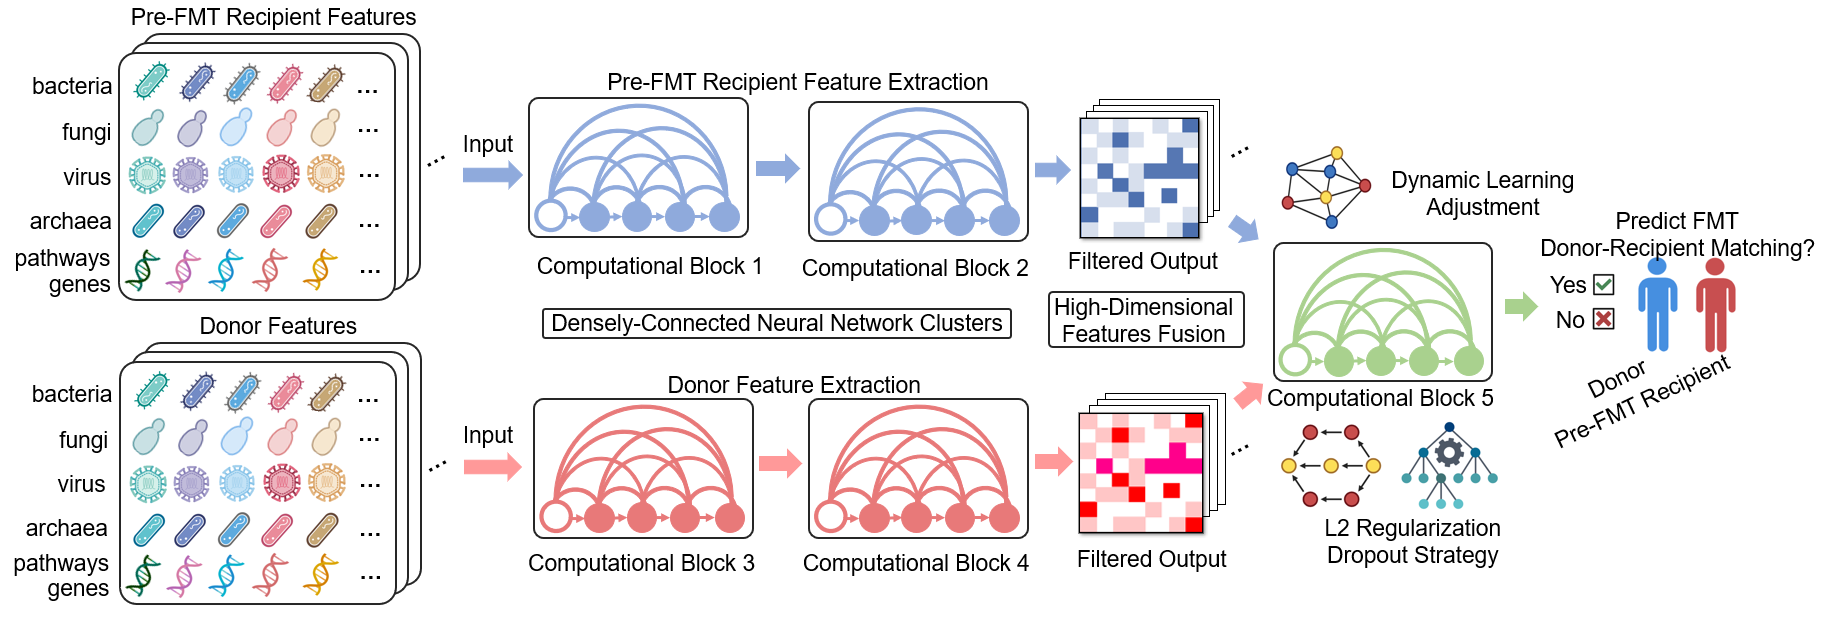 Pre-FMT Recipient Features
bacteria
...
fungi
...
virus
...
archaea
...
pathways
genes
...
...
Input
Pre-FMT Recipient Feature Extraction
Computational Block 1
Computational Block 2
Filtered Output
...
Densely-Connected Neural Network Clusters
High-Dimensional
Features Fusion
Donor Features
bacteria
...
fungi
...
virus
...
archaea
...
pathways
genes
...
...
Input
Donor Feature Extraction
Computational Block 3
Computational Block 4
Filtered Output
...
Dynamic Learning
Adjustment
Computational Block 5
L2 Regularization
Dropout Strategy
Predict FMT
Donor-Recipient Matching?
Yes
No
Donor
Pre-FMT Recipient